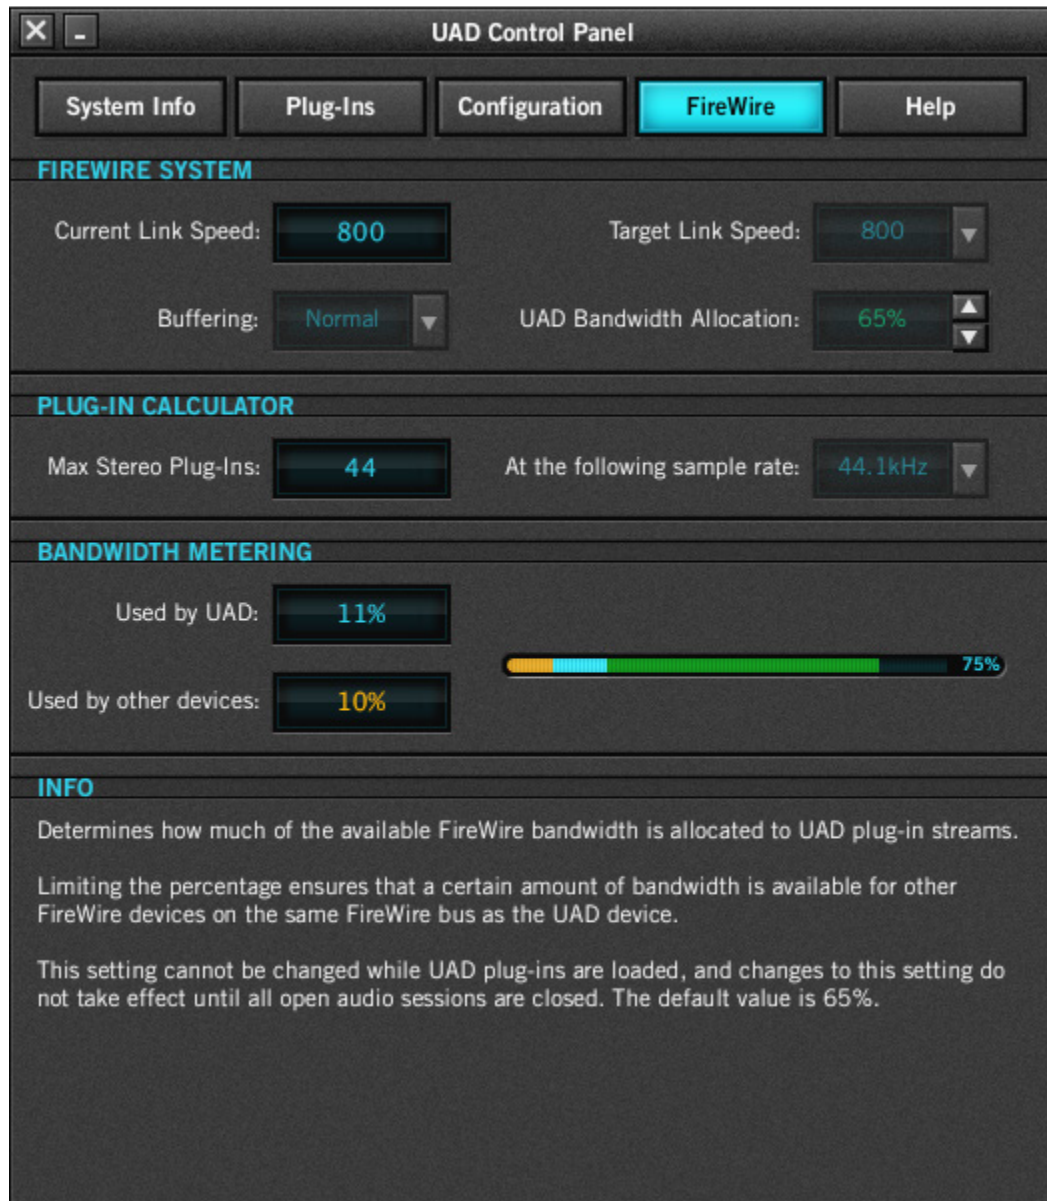 UAD Control Panel
System Info
Plug-Ins
Configuration
FireWire
Help
FIREWIRE SYSTEM
Current Link Speed: 800
Target Link Speed: 800
Buffering: Normal
UAD Bandwidth Allocation: 65%
PLUG-IN CALCULATOR
Max Stereo Plug-Ins: 44
At the following sample rate: 44.1kHz
BANDWIDTH METERING
Used by UAD: 11%
75%
Used by other devices: 10%
INFO
Determines how much of the available FireWire bandwidth is allocated to UAD plug-in streams.
Limiting the percentage ensures that a certain amount of bandwidth is available for other
FireWire devices on the same FireWire bus as the UAD device.
This setting cannot be changed while UAD plug-ins are loaded, and changes to this setting do
not take effect until all open audio sessions are closed. The default value is 65%.